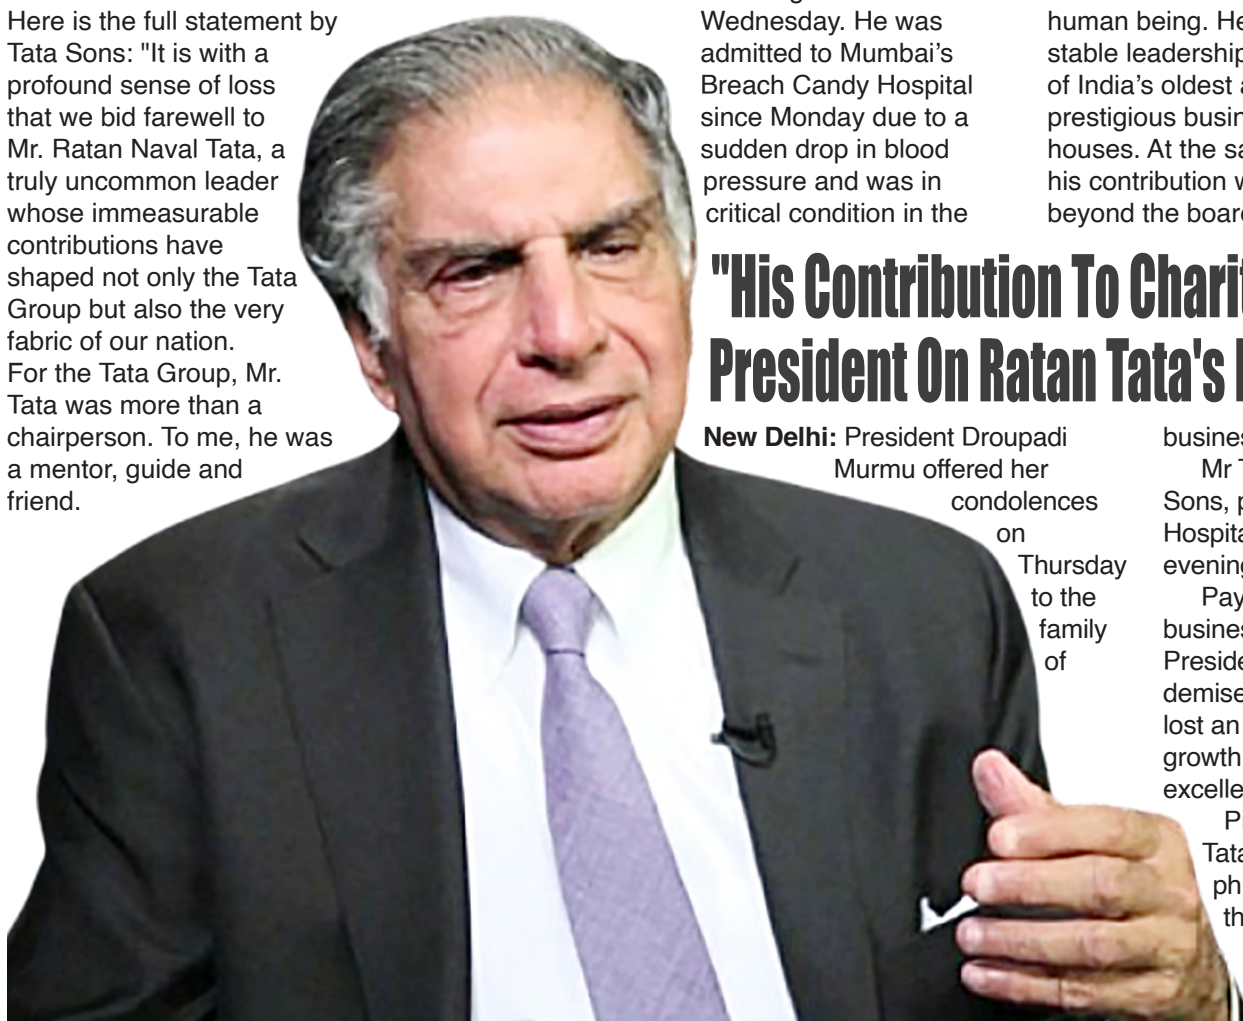 Here is the full statement by
Tata Sons: "It is with a
profound sense of loss
that we bid farewell to
Mr. Ratan Naval Tata, a
truly uncommon leader
whose immeasurable
contributions have
shaped not only the Tata
Group but also the very
fabric of our nation.
For the Tata Group, Mr.
Tata was more than a
chairperson. To me, he was
a mentor, guide and
friend.
Wednesday. He was
admitted to Mumbai’s
Breach Candy Hospital
since Monday due to a
sudden drop in blood
pressure and was in
critical condition in the
human being. He
stable leadership
of India’s oldest a
prestigious busin
houses. At the sa
his contribution w
beyond the boar
"His Contribution To Charit
President On Ratan Tata's
New Delhi: President Droupadi
Murmu offered her
condolences
on
Thursday
to the
family
of
busines
Mr T
Sons, p
Hospita
evening
Pay
busines
Preside
demise
lost an
growth
excelle
P
Tata
ph
th